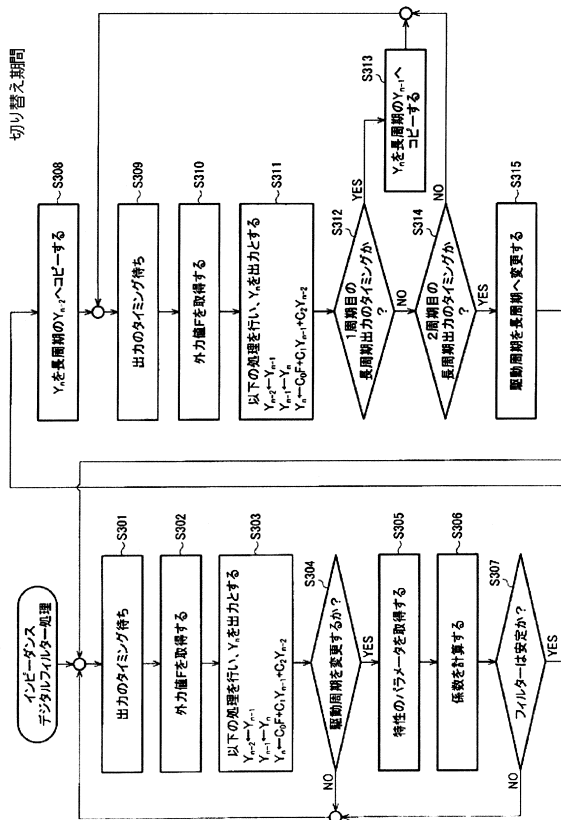 インピーダンス
デジタルフィルター処理
出力のタイミング待ち
S301
外力値Fを取得する
S302
以下の処理を行い、Ynを出力とする
Yn-2←Yn-1
Yn-1←Yn
Yn←C0F+C1Yn-1+C2Yn-2
S303
駆動周期を変更するか?
S304
NO
YES
特性のパラメータを取得する
S305
係数を計算する
S306
フィルターは安定か?
S307
NO
YES
切り替え期間
Ynを長周期のYn-2へコピーする
S308
出力のタイミング待ち
S309
外力値Fを取得する
S310
以下の処理を行い、Ynを出力とする
Yn-2←Yn-1
Yn-1←Yn
Yn←C0F+C1Yn-1+C2Yn-2
S311
1周期目の
長周期出力のタイミングか
?
S312
YES
NO
Ynを長周期のYn-1へ
コピーする
S313
2周期目の
長周期出力のタイミングか
?
S314
NO
YES
駆動周期を長周期へ変更する
S315